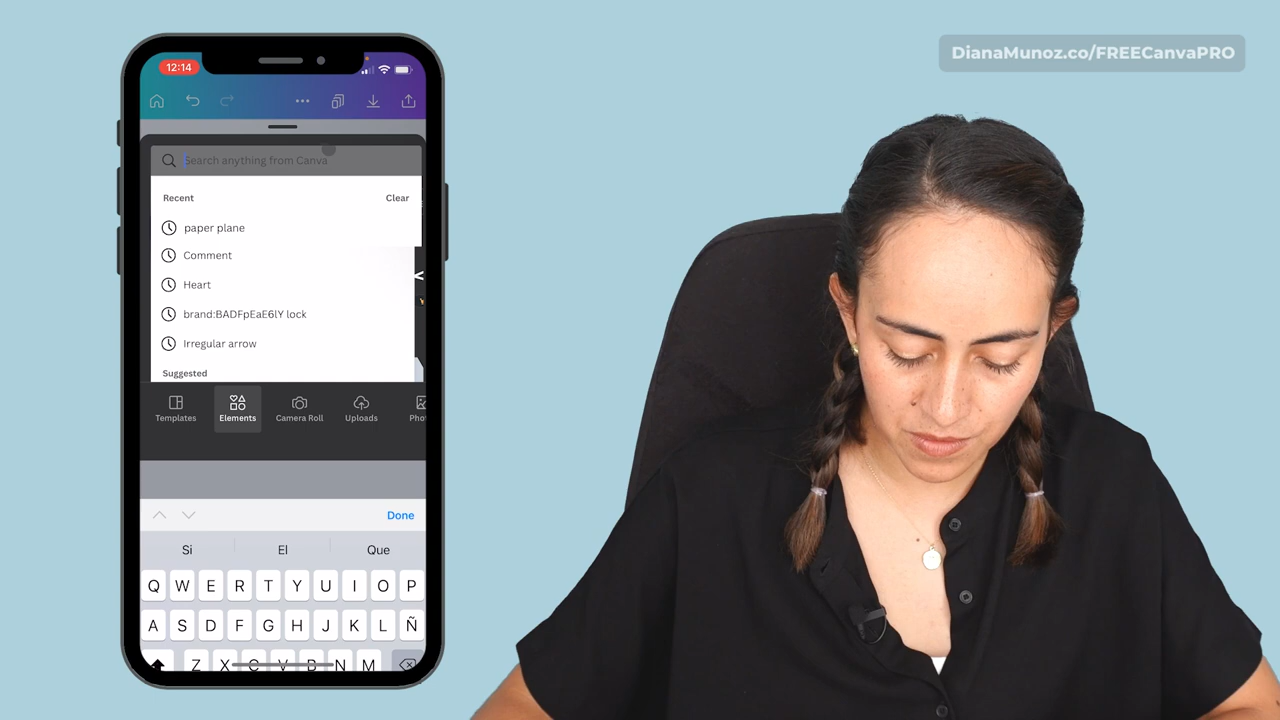 DianaMunoz.co/FREECanvaPRO
12:14
Search anything from Canva
Recent Clear
paper plane
Comment
Heart
brand:BADFpEaE6lY lock
Irregular arrow
Suggested
Templates Elements Camera Roll Uploads Pho
Done
Si El Que
Q W E R T Y U I O P
A S D F G H J K L Ñ
Z X C V B N M